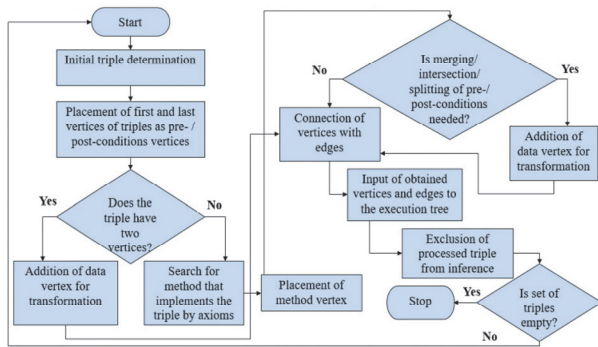 Start
Initial triple determination
Placement of first and last
vertices of triples as pre- /
post-conditions vertices
Yes
Does the
triple have
two
vertices?
No
Addition of data
vertex for
transformation
Search for
method that
implements the
triple by axioms
Placement of
method vertex
No
Is merging/
intersection/
splitting of pre-/
post-conditions
needed?
Yes
Connection of
vertices with
edges
Addition of
data vertex for
transformation
Input of obtained
vertices and edges to
the execution tree
Exclusion of
processed triple
from inference
Stop
Yes
Is set of
triples
empty?
No